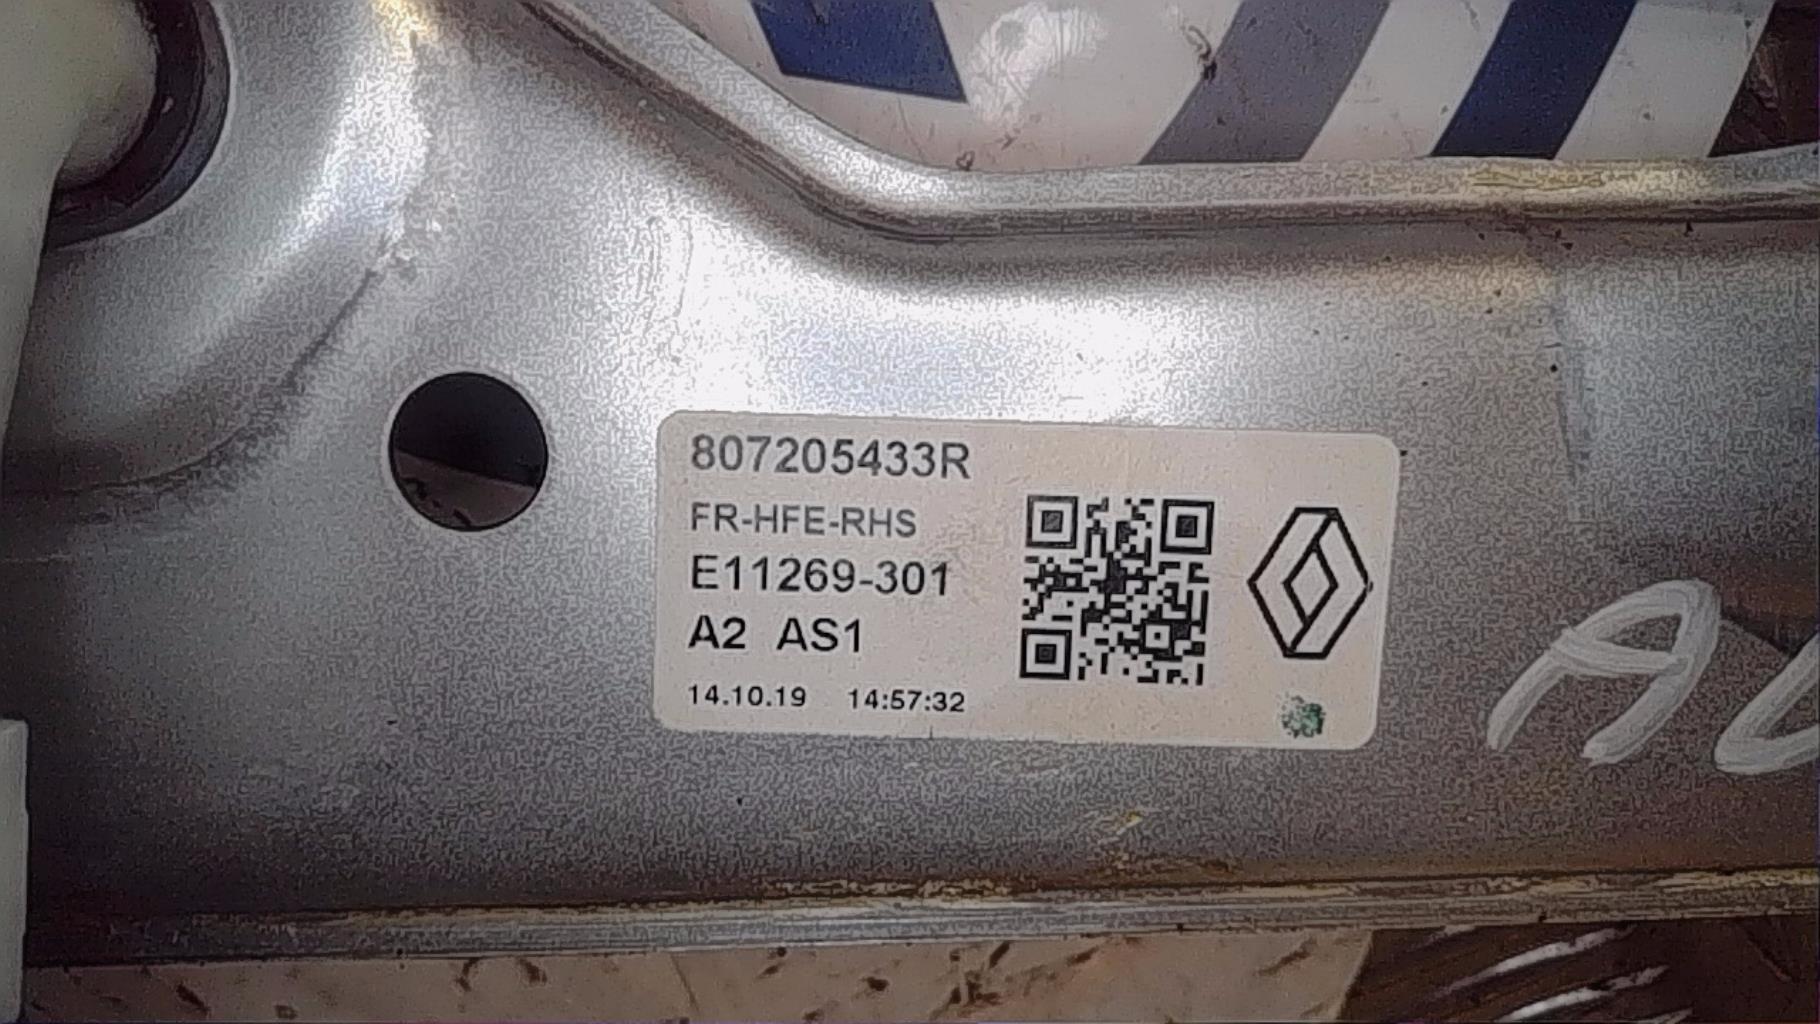 807205433R
FR-HFE-RHS
E11269-301
A2 AS1
14.10.19 14:57:32